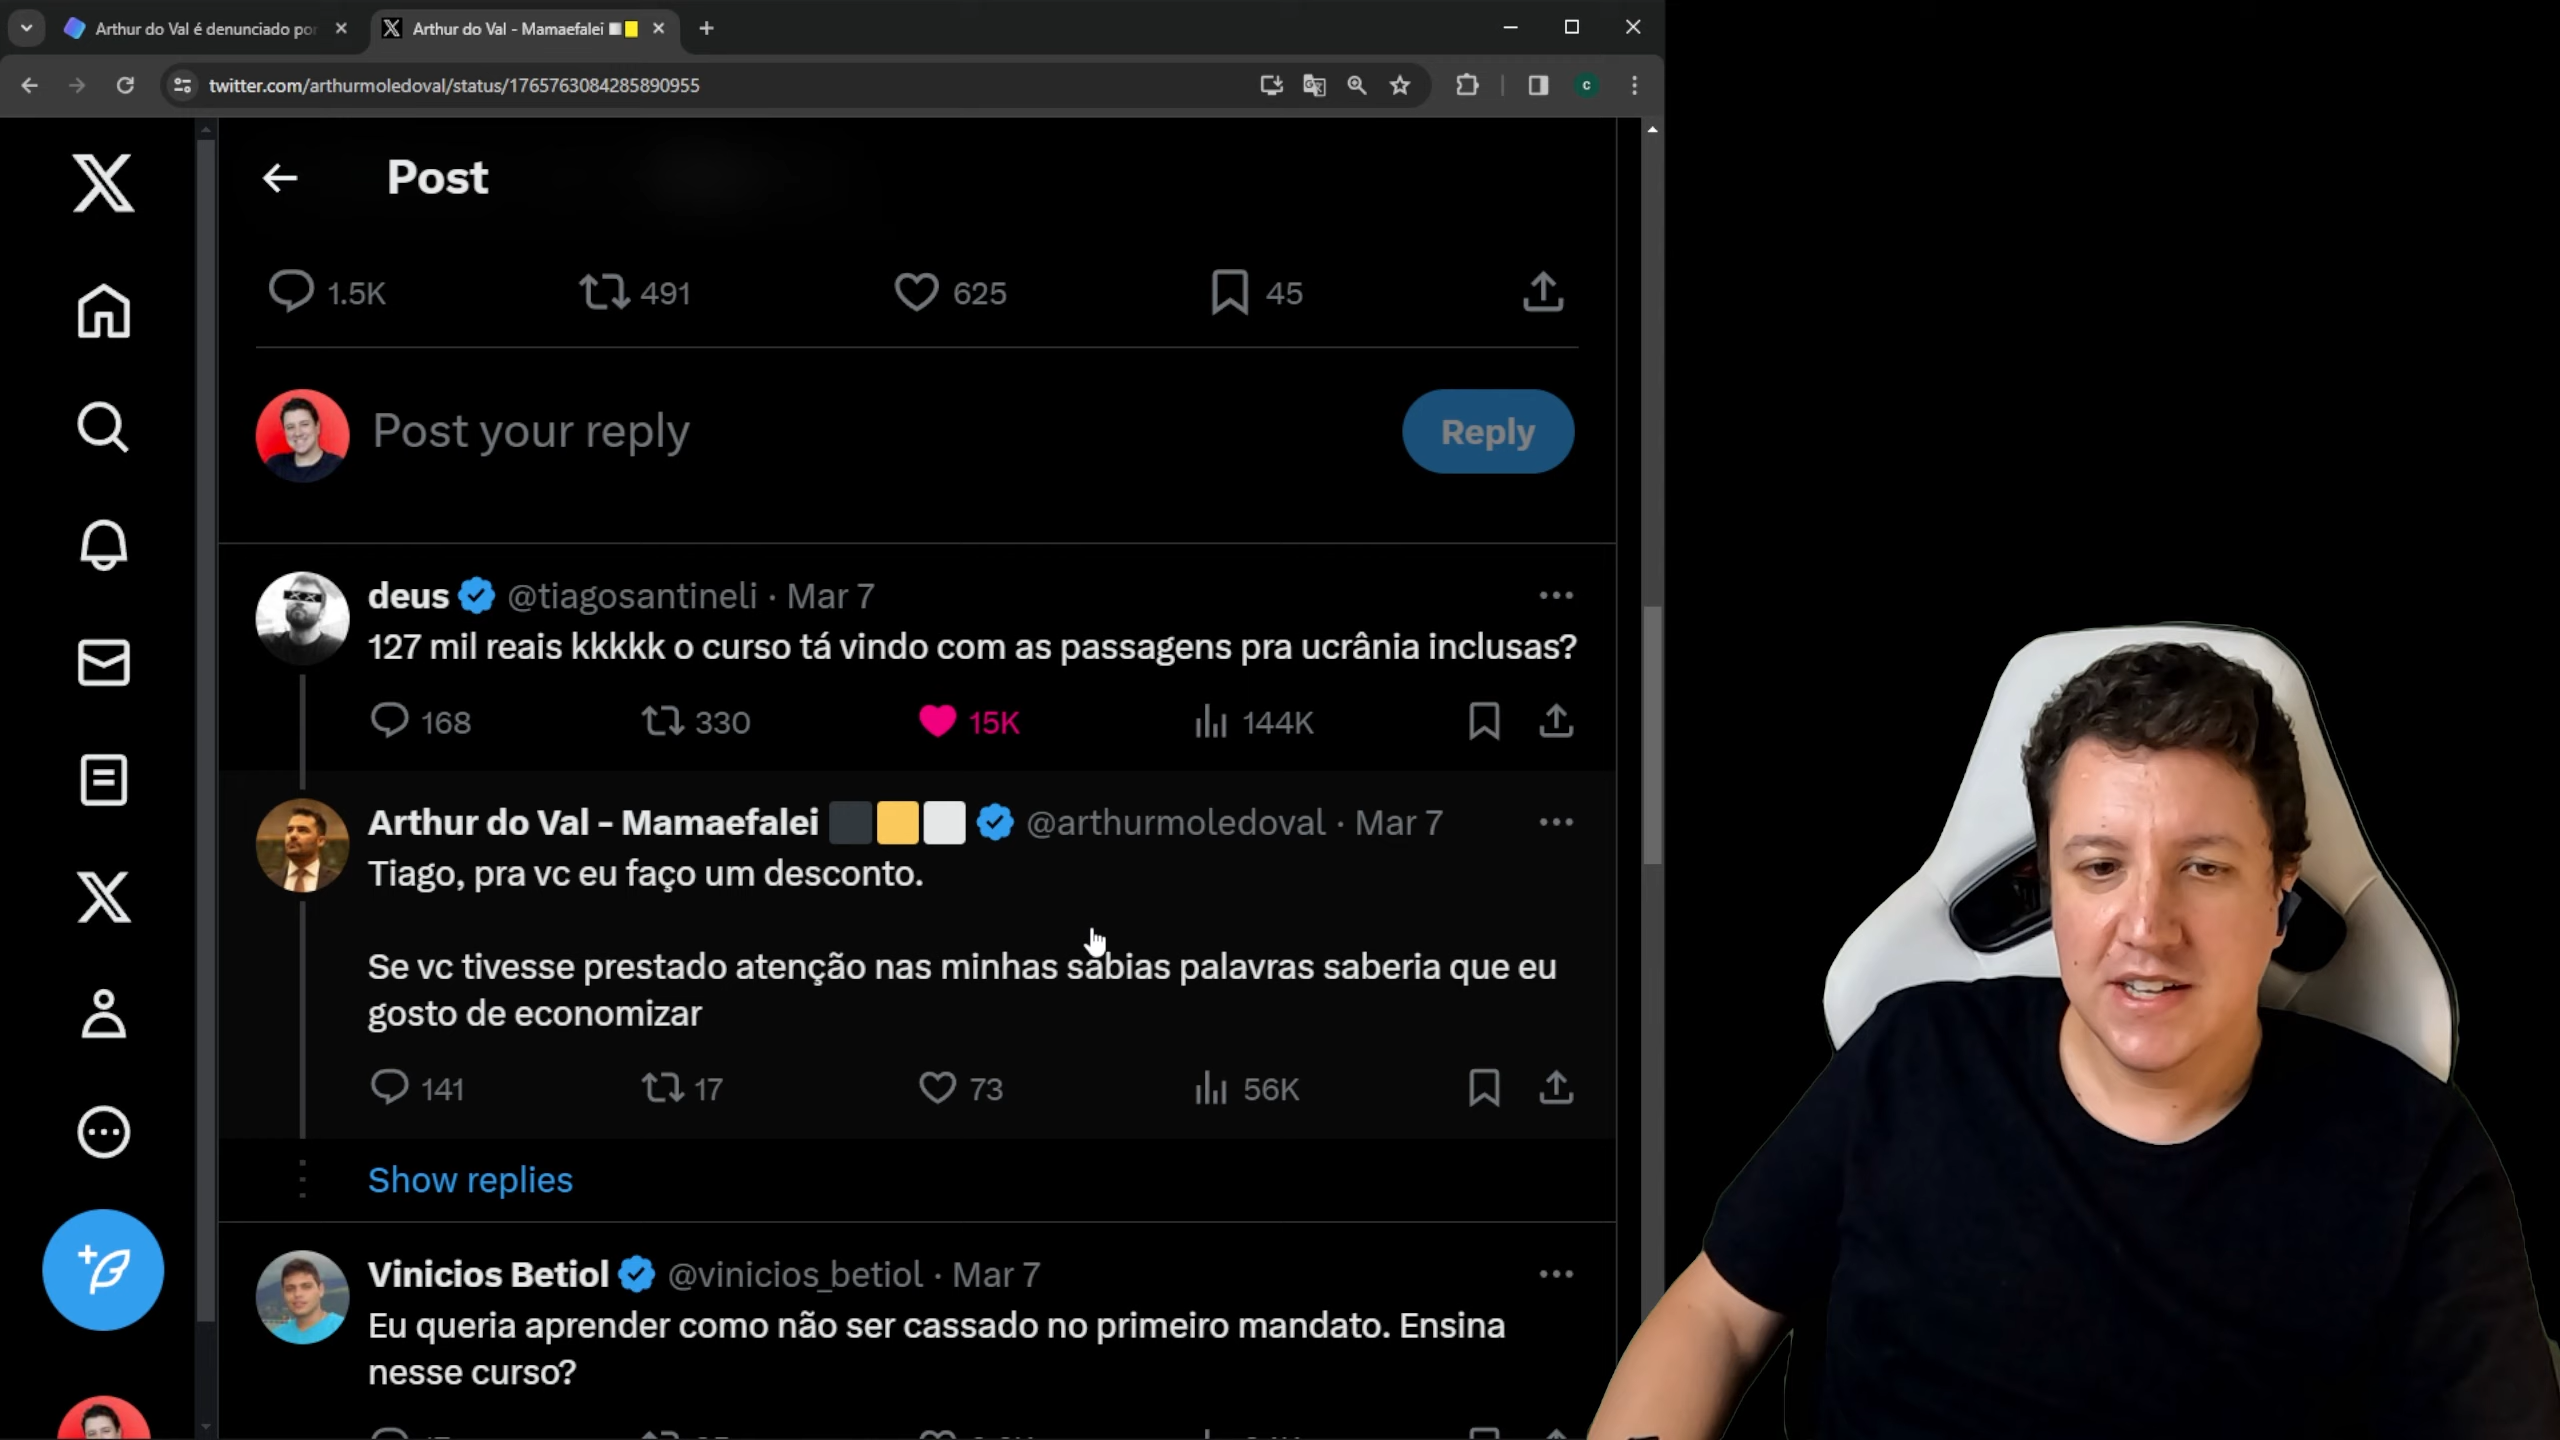 Arthur do Val é denunciado por
Arthur do Val - Mamaefalei
twitter.com/arthurmoledoval/status/1765763084285890955
c
Post
1.5K 491 625 45
Post your reply
Reply
deus @tiagosantineli · Mar 7
127 mil reais kkkkk o curso tá vindo com as passagens pra ucrânia inclusas?
168 330 15K 144K
Arthur do Val - Mamaefalei @arthurmoledoval · Mar 7
Tiago, pra vc eu faço um desconto.
Se vc tivesse prestado atenção nas minhas sábias palavras saberia que eu
gosto de economizar
141 17 73 56K
Show replies
Vinicios Betiol @vinicios_betiol · Mar 7
Eu queria aprender como não ser cassado no primeiro mandato. Ensina
nesse curso?